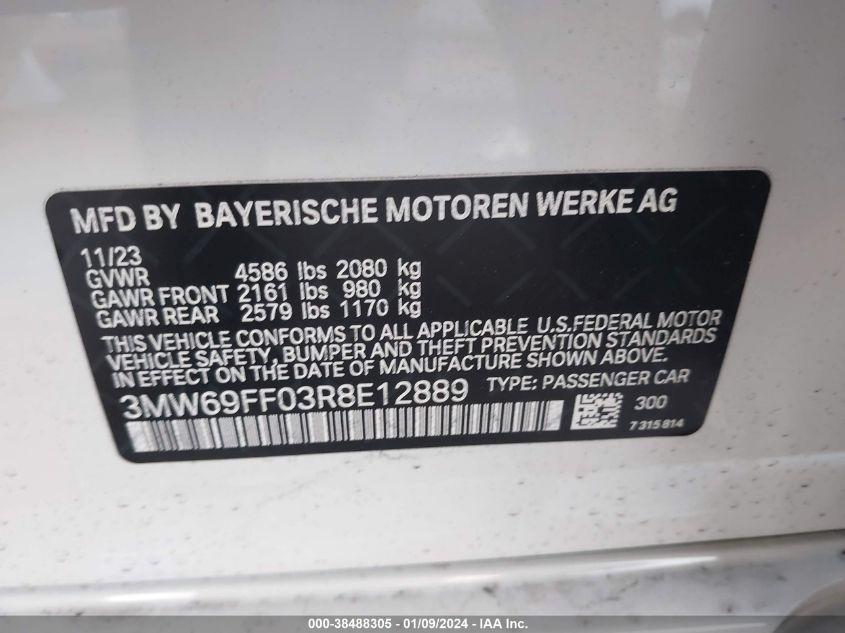 MFD BY BAYERISCHE MOTOREN WERKE AG
11/23
GVWR 4586 lbs 2080 kg
GAWR FRONT 2161 lbs 980 kg
GAWR REAR 2579 lbs 1170 kg
THIS VEHICLE CONFORMS TO ALL APPLICABLE U.S.FEDERAL MOTOR
VEHICLE SAFETY, BUMPER AND THEFT PREVENTION STANDARDS
IN EFFECT ON THE DATE OF MANUFACTURE SHOWN ABOVE.
3MW69FF03R8E12889 TYPE: PASSENGER CAR
300
7315814
000-38488305 - 01/09/2024 - IAA Inc.